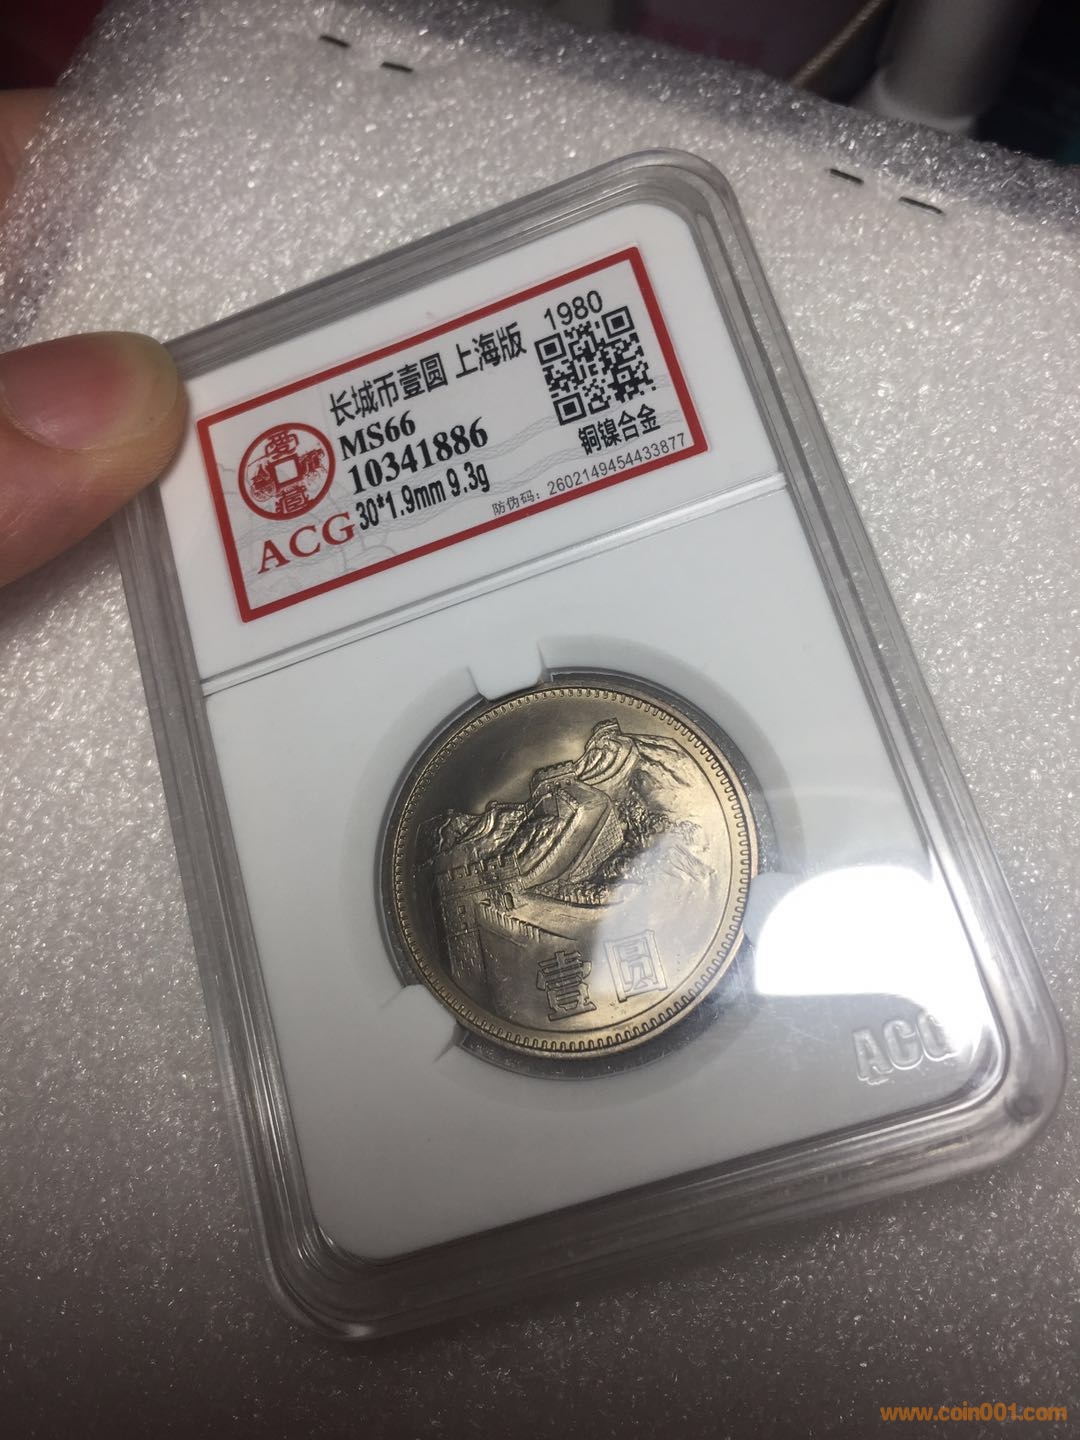 长城币壹圆 上海版 1980
MS66
10341886
30*1.9mm 9.3g
铜镍合金
防伪码：2602149454433877
ACG
壹圆
ACG
www.coin001.com